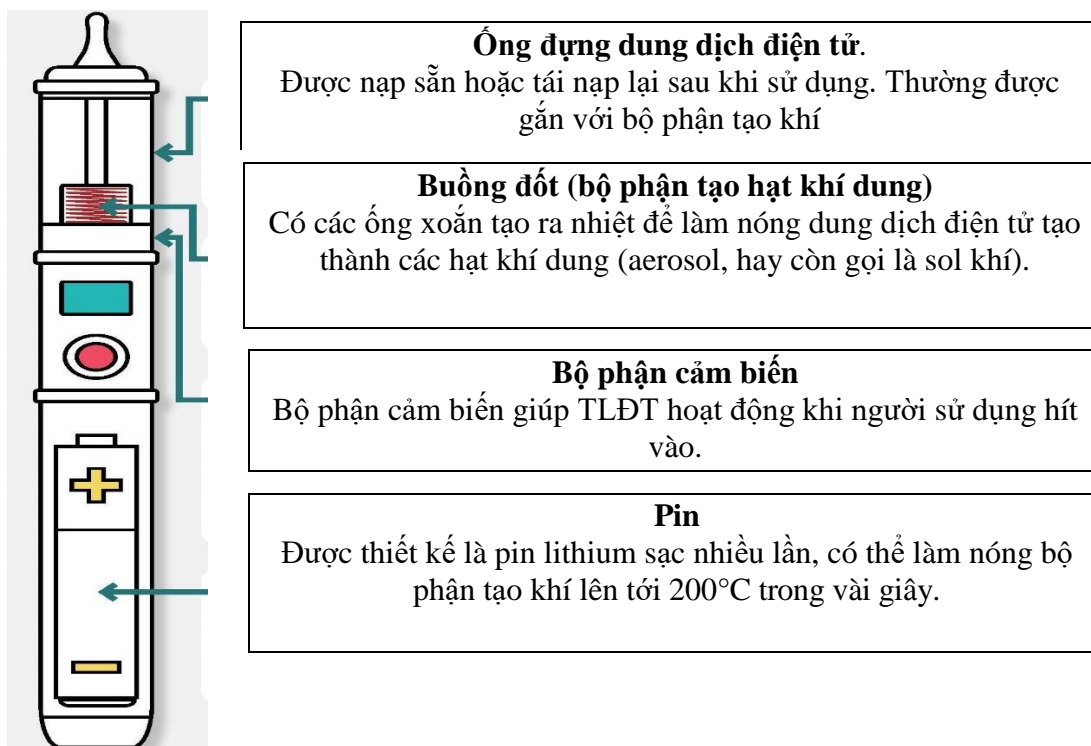 Ống đựng dung dịch điện tử.
Được nạp sẵn hoặc tái nạp lại sau khi sử dụng. Thường được
gắn với bộ phận tạo khí
Buồng đốt (bộ phận tạo hạt khí dung)
Có các ống xoắn tạo ra nhiệt để làm nóng dung dịch điện tử tạo
thành các hạt khí dung (aerosol, hay còn gọi là sol khí).
Bộ phận cảm biến
Bộ phận cảm biến giúp TLĐT hoạt động khi người sử dụng hít
vào.
Pin
Được thiết kế là pin lithium sạc nhiều lần, có thể làm nóng bộ
phận tạo khí lên tới 200°C trong vài giây.